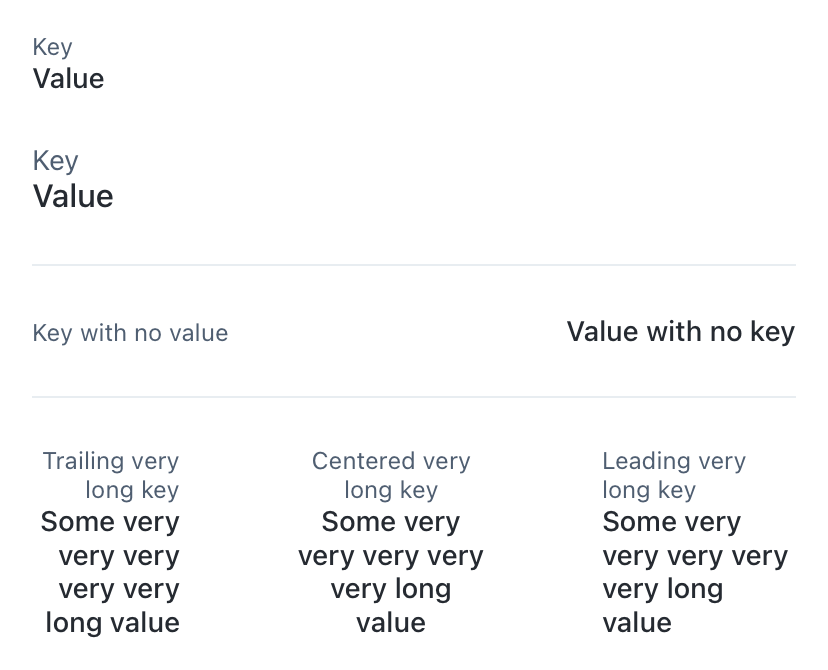 Key
Value
Key
Value
Key with no value
Value with no key
Trailing very
long key
Some very
very very
very very
long value
Centered very
long key
Some very
very very very
very long
value
Leading very
long key
Some very
very very very
very long
value